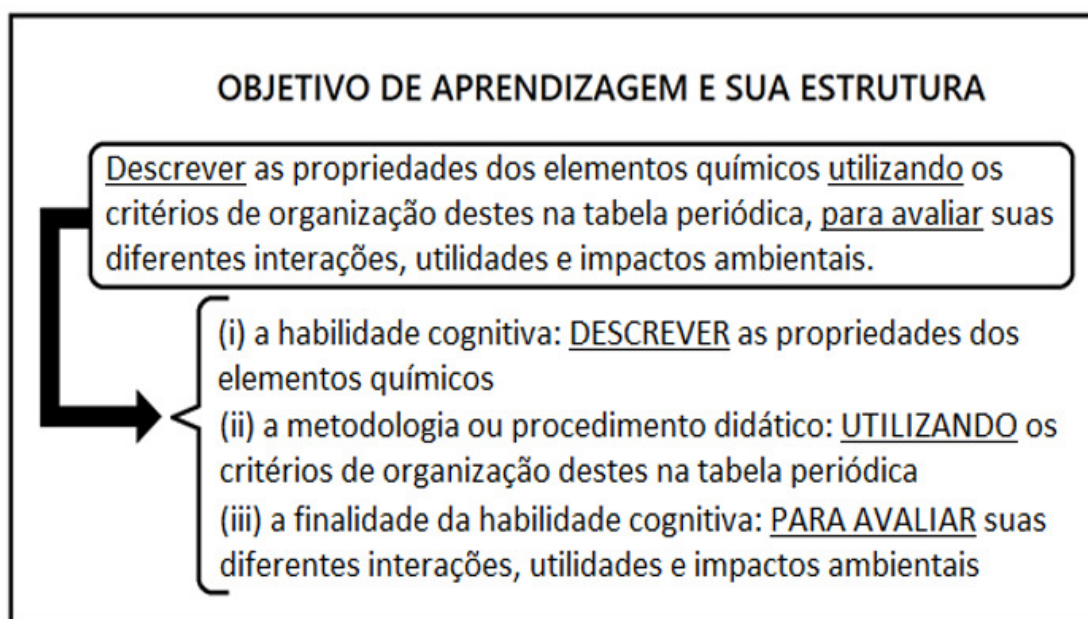 OBJETIVO DE APRENDIZAGEM E SUA ESTRUTURA
Descrever as propriedades dos elementos químicos utilizando os
critérios de organização destes na tabela periódica, para avaliar suas
diferentes interações, utilidades e impactos ambientais.
(i) a habilidade cognitiva: DESCREVER as propriedades dos
elementos químicos
(ii) a metodologia ou procedimento didático: UTILIZANDO os
critérios de organização destes na tabela periódica
(iii) a finalidade da habilidade cognitiva: PARA AVALIAR suas
diferentes interações, utilidades e impactos ambientais